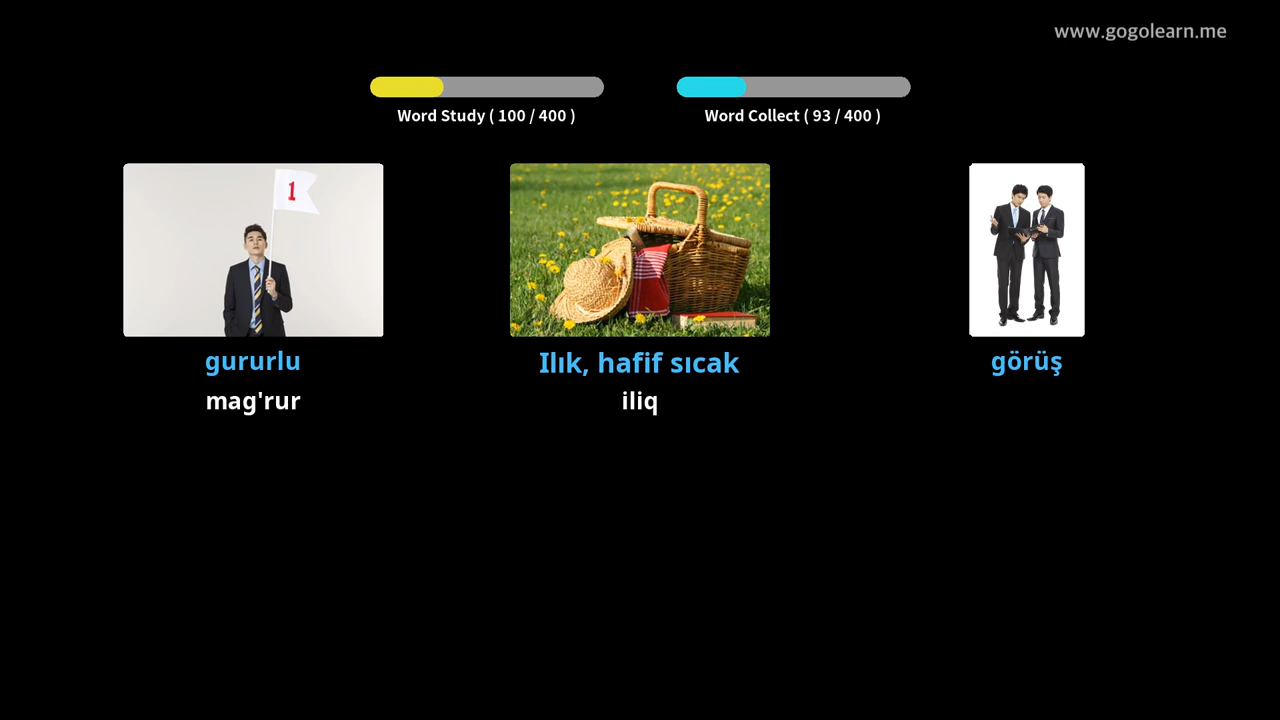 www.gogolearn.me
Word Study ( 100 / 400 )
Word Collect ( 93 / 400 )
1
gururlu
mag'rur
Ilık, hafif sıcak
iliq
görüş